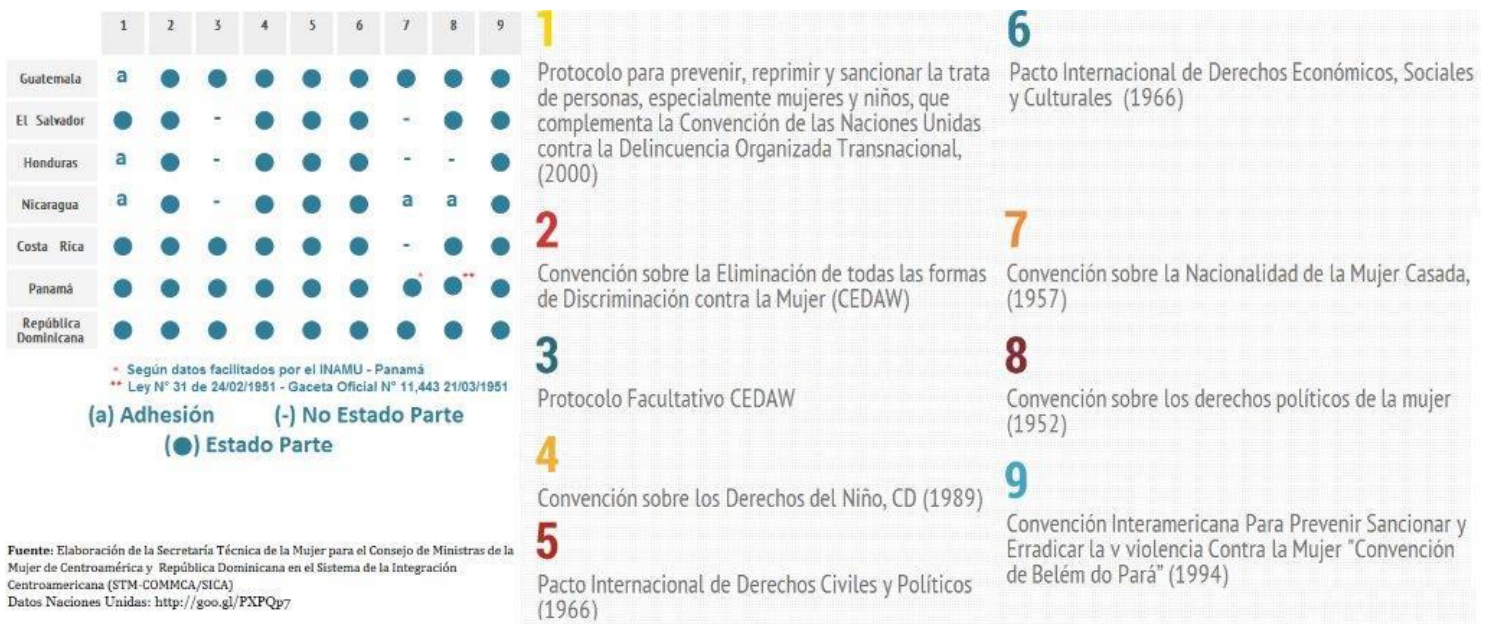 1 2 3 4 5 6 7 8 9
Guatemala a ● ● ● ● ● ● ● ●
El Salvador ● ● - ● ● ● - ● ●
Honduras a ● - ● ● ● - - ●
Nicaragua a ● - ● ● ● a a ●
Costa Rica ● ● ● ● ● ● - ● ●
Panamá ● ● ● ● ● ● ●* ●** ●
República
Dominicana ● ● ● ● ● ● ● ● ●
* Según datos facilitados por el INAMU - Panamá
** Ley N° 31 de 24/02/1951 - Gaceta Oficial N° 11,443 21/03/1951
(a) Adhesión (-) No Estado Parte
(●) Estado Parte
Fuente: Elaboración de la Secretaría Técnica de la Mujer para el Consejo de Ministras de la
Mujer de Centroamérica y República Dominicana en el Sistema de la Integración
Centroamericana (STM-COMMCA/SICA)
Datos Naciones Unidas: http://goo.gl/PXPQp7
1
Protocolo para prevenir, reprimir y sancionar la trata
de personas, especialmente mujeres y niños, que
complementa la Convención de las Naciones Unidas
contra la Delincuencia Organizada Transnacional,
(2000)
2
Convención sobre la Eliminación de todas las formas
de Discriminación contra la Mujer (CEDAW)
3
Protocolo Facultativo CEDAW
4
Convención sobre los Derechos del Niño, CD (1989)
5
Pacto Internacional de Derechos Civiles y Políticos
(1966)
6
Pacto Internacional de Derechos Económicos, Sociales
y Culturales (1966)
7
Convención sobre la Nacionalidad de la Mujer Casada,
(1957)
8
Convención sobre los derechos políticos de la mujer
(1952)
9
Convención Interamericana Para Prevenir Sancionar y
Erradicar la v violencia Contra la Mujer "Convención
de Belém do Pará” (1994)